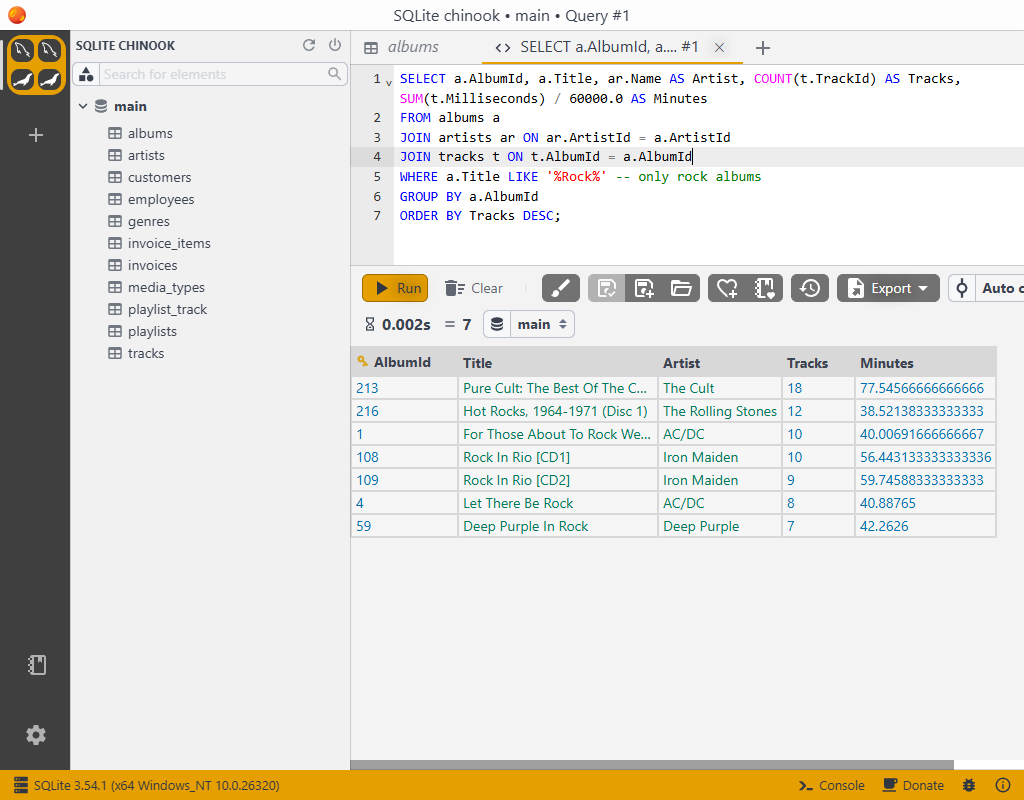 SQLite chinook • main • Query #1
SQLITE CHINOOK
Search for elements
main
albums
artists
customers
employees
genres
invoice_items
invoices
media_types
playlist_track
playlists
tracks
albums
SELECT a.AlbumId, a.... #1
1 SELECT a.AlbumId, a.Title, ar.Name AS Artist, COUNT(t.TrackId) AS Tracks,
SUM(t.Milliseconds) / 60000.0 AS Minutes
2 FROM albums a
3 JOIN artists ar ON ar.ArtistId = a.ArtistId
4 JOIN tracks t ON t.AlbumId = a.AlbumId
5 WHERE a.Title LIKE '%Rock%' -- only rock albums
6 GROUP BY a.AlbumId
7 ORDER BY Tracks DESC;
Run Clear Export Auto c
0.002s = 7 main
AlbumId Title Artist Tracks Minutes
213 Pure Cult: The Best Of The C... The Cult 18 77.54566666666666
216 Hot Rocks, 1964-1971 (Disc 1) The Rolling Stones 12 38.52138333333333
1 For Those About To Rock We... AC/DC 10 40.00691666666667
108 Rock In Rio [CD1] Iron Maiden 10 56.443133333333336
109 Rock In Rio [CD2] Iron Maiden 9 59.74588333333333
4 Let There Be Rock AC/DC 8 40.88765
59 Deep Purple In Rock Deep Purple 7 42.2626
SQLite 3.54.1 (x64 Windows_NT 10.0.26320) Console Donate